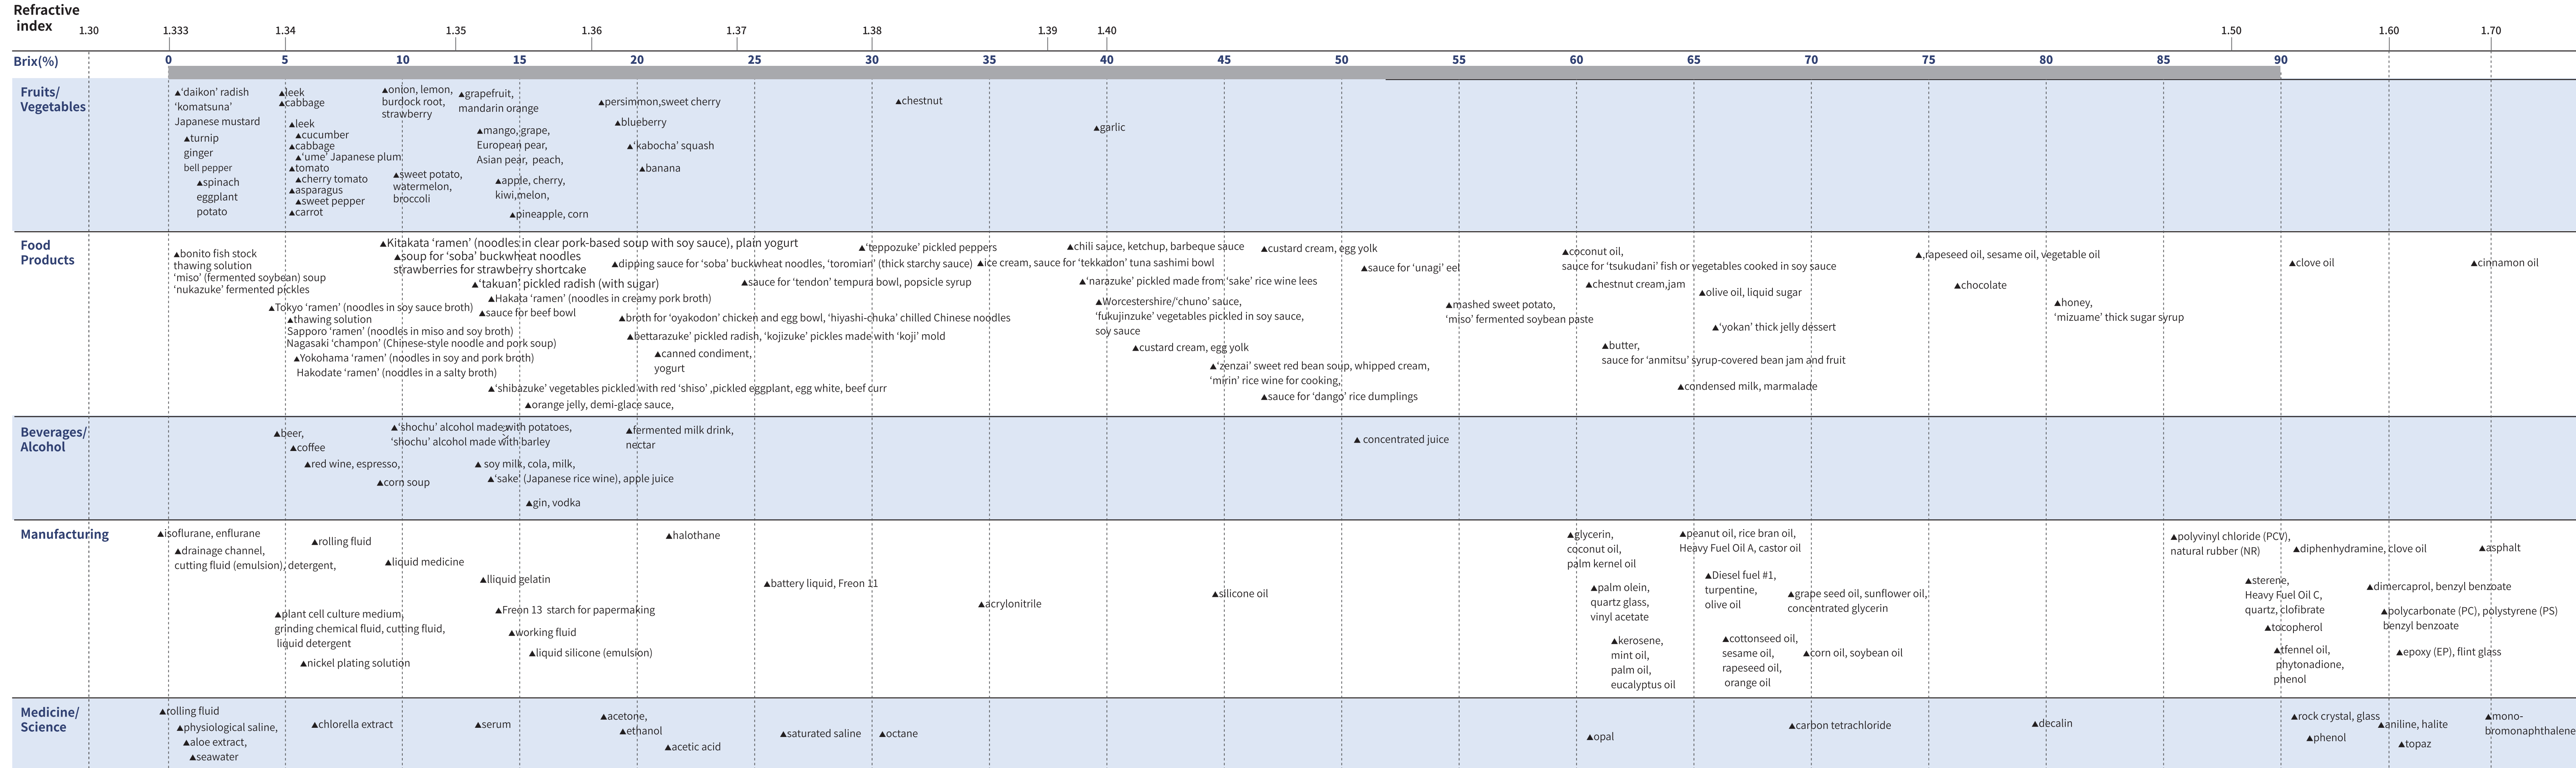 Refractive
index
1.30 1.333 1.34 1.35 1.36 1.37 1.38 1.39 1.40 1.50 1.60 1.70
Brix(%) 0 5 10 15 20 25 30 35 40 45 50 55 60 65 70 75 80 85 90
Fruits/
Vegetables
▲‘daikon’ radish
‘komatsuna’
Japanese mustard
▲turnip
ginger
bell pepper
▲spinach
eggplant
potato
▲leek
▲cabbage
▲leek
▲cucumber
▲cabbage
▲‘ume’ Japanese plum
▲tomato
▲cherry tomato
▲asparagus
▲sweet pepper
▲carrot
▲onion, lemon,
burdock root,
strawberry
▲sweet potato,
watermelon,
broccoli
▲grapefruit,
mandarin orange
▲mango, grape,
European pear,
Asian pear, peach,
▲apple, cherry,
kiwi,melon,
▲pineapple, corn
▲persimmon,sweet cherry
▲blueberry
▲‘kabocha’ squash
▲banana
▲chestnut
▲garlic
Food
Products
▲bonito fish stock
thawing solution
‘miso’ (fermented soybean) soup
‘nukazuke’ fermented pickles
▲Tokyo ‘ramen’ (noodles in soy sauce broth)
▲thawing solution
Sapporo ‘ramen’ (noodles in miso and soy broth)
Nagasaki ‘champon’ (Chinese-style noodle and pork soup)
▲Yokohama ‘ramen’ (noodles in soy and pork broth)
Hakodate ‘ramen’ (noodles in a salty broth)
▲Kitakata ‘ramen’ (noodles in clear pork-based soup with soy sauce), plain yogurt
▲soup for ‘soba’ buckwheat noodles
strawberries for strawberry shortcake
▲‘takuan’ pickled radish (with sugar)
▲Hakata ‘ramen’ (noodles in creamy pork broth)
▲sauce for beef bowl
▲‘shibazuke’ vegetables pickled with red ‘shiso’ ,pickled eggplant, egg white, beef curr
▲orange jelly, demi-glace sauce,
▲dipping sauce for ‘soba’ buckwheat noodles, ‘toromian’ (thick starchy sauce)
▲broth for ‘oyakodon’ chicken and egg bowl, ‘hiyashi-chuka’ chilled Chinese noodles
▲bettarazuke’ pickled radish, ‘kojizuke’ pickles made with ‘koji’ mold
▲canned condiment,
yogurt
▲‘teppozuke’ pickled peppers
▲sauce for ‘tendon’ tempura bowl, popsicle syrup
▲ice cream, sauce for ‘tekkadon’ tuna sashimi bowl
▲chili sauce, ketchup, barbeque sauce
▲‘narazuke’ pickled made from ‘sake’ rice wine lees
▲Worcestershire/‘chuno’ sauce,
‘fukujinzuke’ vegetables pickled in soy sauce,
soy sauce
▲custard cream, egg yolk
▲custard cream, egg yolk
▲sauce for ‘unagi’ eel
▲‘zenzai’ sweet red bean soup, whipped cream,
‘mirin’ rice wine for cooking,
▲sauce for ‘dango’ rice dumplings
▲mashed sweet potato,
‘miso’ fermented soybean paste
▲coconut oil,
sauce for ‘tsukudani’ fish or vegetables cooked in soy sauce
▲chestnut cream,jam
▲olive oil, liquid sugar
▲‘yokan’ thick jelly dessert
▲butter,
sauce for ‘anmitsu’ syrup-covered bean jam and fruit
▲condensed milk, marmalade
▲,rapeseed oil, sesame oil, vegetable oil
▲chocolate
▲honey,
‘mizuame’ thick sugar syrup
▲clove oil
▲cinnamon oil
Beverages/
Alcohol
▲beer,
▲coffee
▲red wine, espresso,
▲corn soup
▲‘shochu’ alcohol made with potatoes,
‘shochu’ alcohol made with barley
▲ soy milk, cola, milk,
▲‘sake’ (Japanese rice wine), apple juice
▲gin, vodka
▲fermented milk drink,
nectar
▲ concentrated juice
Manufacturing
▲isoflurane, enflurane
▲drainage channel,
cutting fluid (emulsion), detergent,
▲plant cell culture medium,
grinding chemical fluid, cutting fluid,
liquid detergent
▲nickel plating solution
▲rolling fluid
▲liquid medicine
▲lliquid gelatin
▲Freon 13 starch for papermaking
▲working fluid
▲liquid silicone (emulsion)
▲halothane
▲battery liquid, Freon 11
▲acrylonitrile
▲silicone oil
▲glycerin,
coconut oil,
palm kernel oil
▲palm olein,
quartz glass,
vinyl acetate
▲kerosene,
mint oil,
palm oil,
eucalyptus oil
▲peanut oil, rice bran oil,
Heavy Fuel Oil A, castor oil
▲Diesel fuel #1,
turpentine,
olive oil
▲cottonseed oil,
sesame oil,
rapeseed oil,
orange oil
▲grape seed oil, sunflower oil,
concentrated glycerin
▲corn oil, soybean oil
▲polyvinyl chloride (PCV),
natural rubber (NR)
▲sterene,
Heavy Fuel Oil C,
quartz, clofibrate
▲tocopherol
▲tfennel oil,
phytonadione,
phenol
▲diphenhydramine, clove oil
▲dimercaprol, benzyl benzoate
▲polycarbonate (PC), polystyrene (PS)
benzyl benzoate
▲epoxy (EP), flint glass
▲asphalt
Medicine/
Science
▲rolling fluid
▲physiological saline,
▲aloe extract,
▲seawater
▲chlorella extract
▲serum
▲acetone,
▲ethanol
▲acetic acid
▲saturated saline
▲octane
▲opal
▲carbon tetrachloride
▲decalin
▲rock crystal, glass
▲phenol
▲aniline, halite
▲topaz
▲mono-
bromonaphthalene